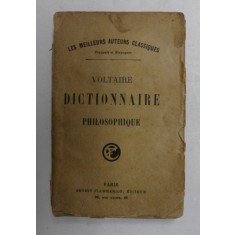 LES MEILLEURS AUTEURS CLASSIQUES
VOLTAIRE
DICTIONNAIRE
PHILOSOPHIQUE
PARIS
ERNEST FLAMMARION, ÉDITEUR